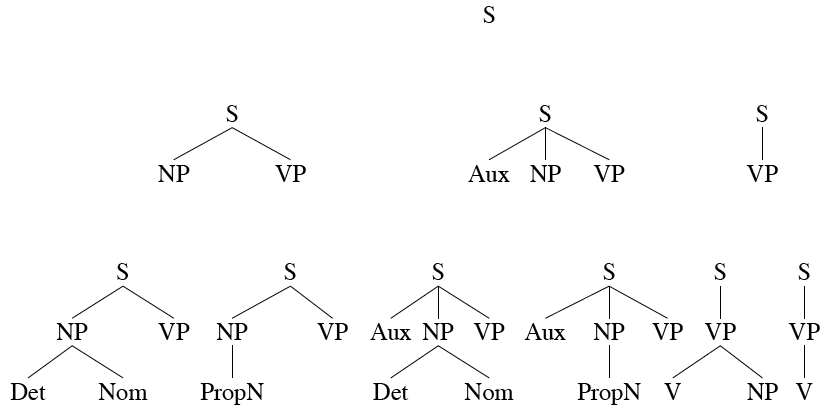 S
S S S
NP VP Aux NP VP VP
S S S S S S
NP VP NP VP Aux NP VP Aux NP VP VP VP
Det Nom PropN Det Nom PropN V NP V